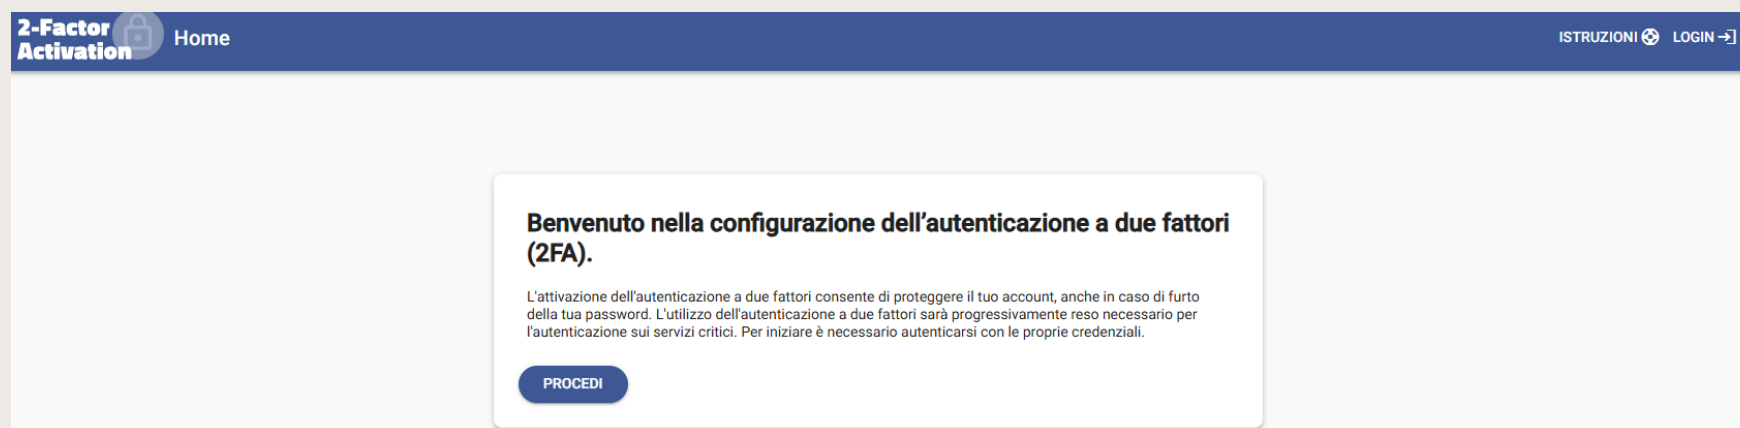 2-Factor
Activation
Home
ISTRUZIONI
LOGIN
Benvenuto nella configurazione dell’autenticazione a due fattori
(2FA).
L'attivazione dell'autenticazione a due fattori consente di proteggere il tuo account, anche in caso di furto
della tua password. L'utilizzo dell'autenticazione a due fattori sarà progressivamente reso necessario per
l'autenticazione sui servizi critici. Per iniziare è necessario autenticarsi con le proprie credenziali.
PROCEDI